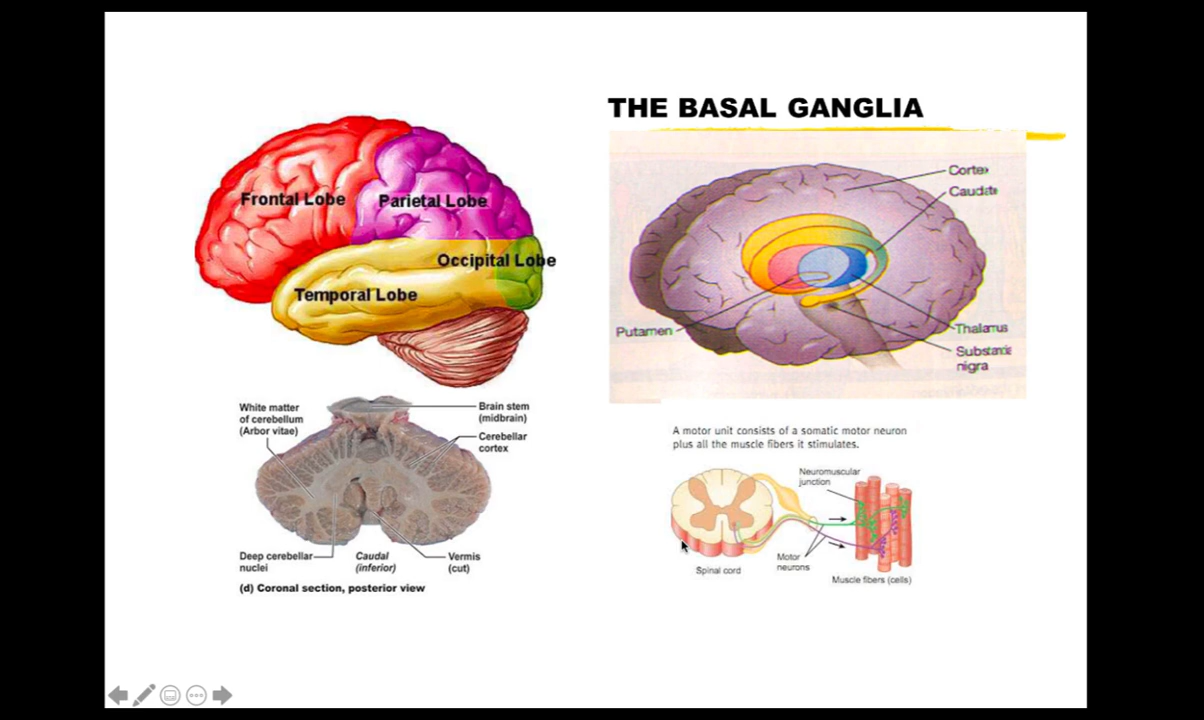 THE BASAL GANGLIA
Frontal Lobe
Parietal Lobe
Occipital Lobe
Temporal Lobe
Cortex
Caudate
Putamen
Thalamus
Substantia
nigra
White matter
of cerebellum
(Arbor vitae)
Brain stem
(midbrain)
Cerebellar
cortex
Deep cerebellar
nuclei
Caudal
(inferior)
Vermis
(cut)
(d) Coronal section, posterior view
A motor unit consists of a somatic motor neuron
plus all the muscle fibers it stimulates.
Neuromuscular
junction
Spinal cord
Motor
neurons
Muscle fibers (cells)